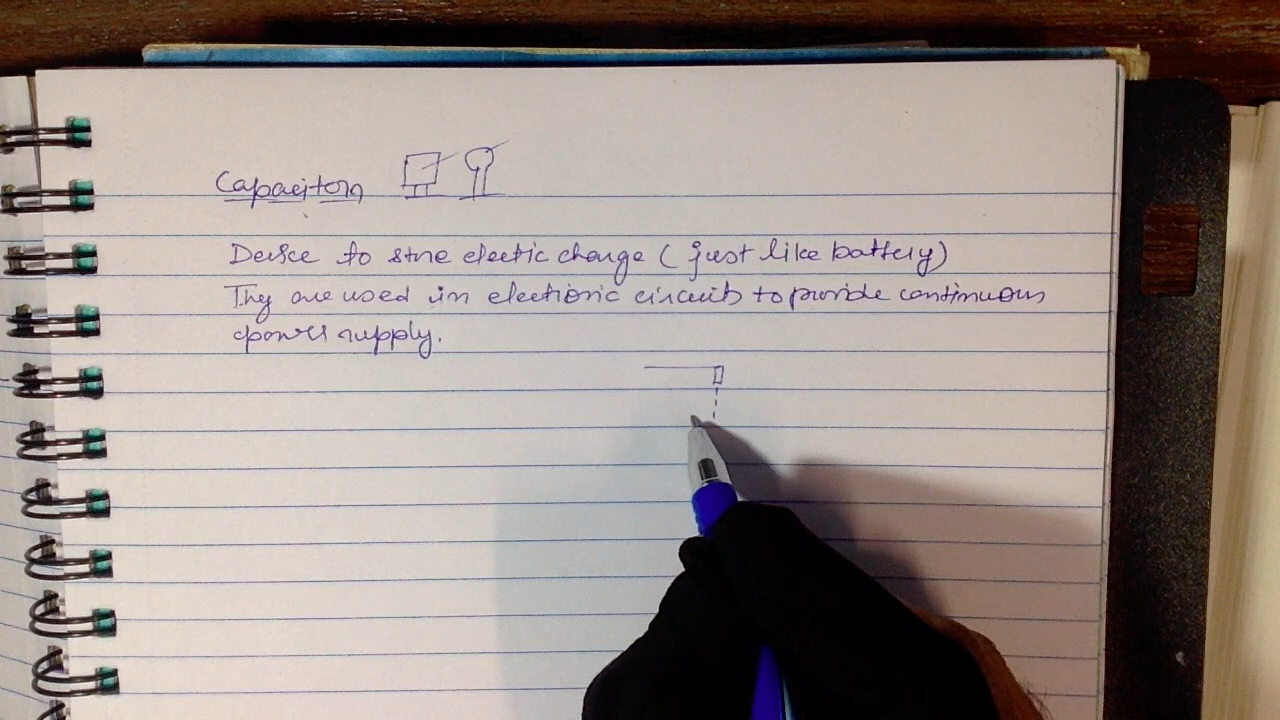 Capacitors
Device to store electric charge (just like battery)
They are used in electronic circuits to provide continuous
power supply.